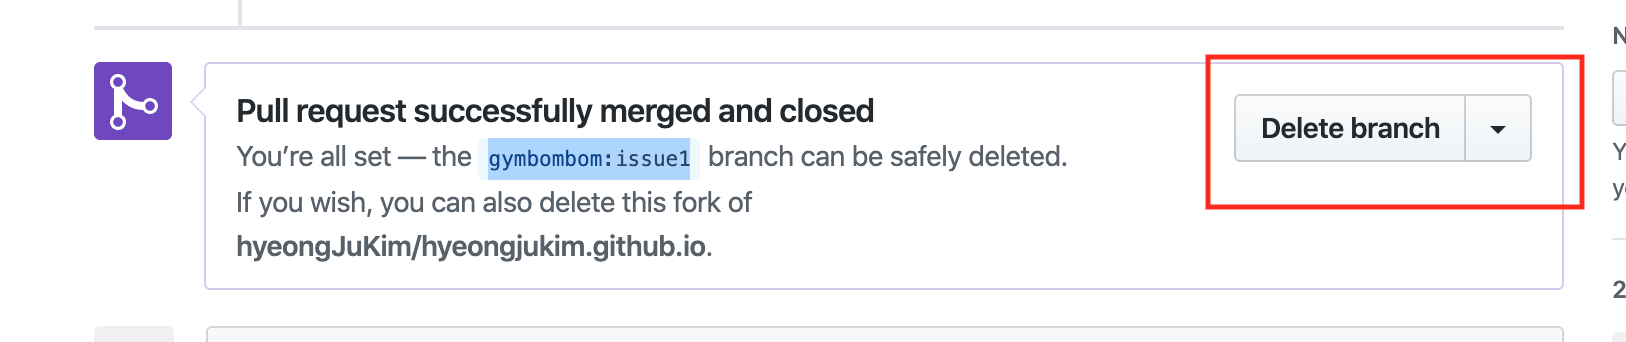 N
Pull request successfully merged and closed
Delete branch
You’re all set — the gymbombom:issue1 branch can be safely deleted.
Y
If you wish, you can also delete this fork of
hyeongJuKim/hyeongjukim.github.io.
2